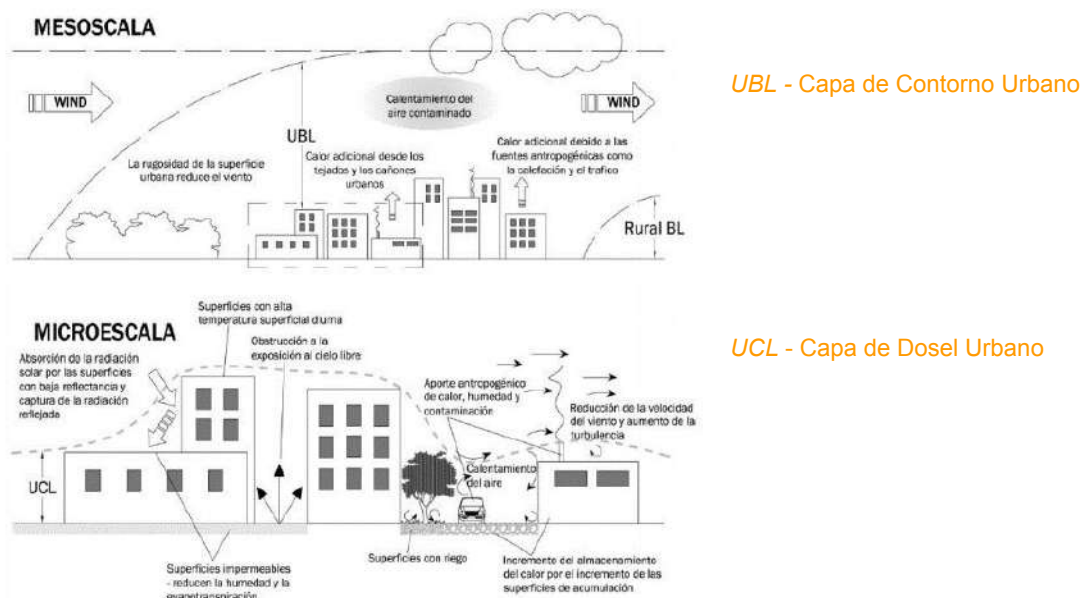 MESOSCALA
WIND
Calentamiento del
aire contaminado
WIND
UBL - Capa de Contorno Urbano
UBL
La rugosidad de la superficie
urbana reduce el viento
Calor adicional desde los
tejados y los cañones
urbanos
Calor adicional debido a las
fuentes antropogénicas como
la calefación y el trafico
Rural BL
MICROESCALA
Superficies con alta
temperatura superficial diurna
Absorción de la radiación
solar por las superficies
con baja reflectancia y
captura de la radiación
reflejada
Obstrucción a la
exposición al cielo libre
Aporte antropogénico
de calor, humedad y
contaminación
Reducción de la velocidad
del viento y aumento de la
turbulencia
UCL - Capa de Dosel Urbano
UCL
Calentamiento
del aire
Superficies impermeables
- reducen la humedad y la
evapotranspiración
Superficies con riego
Incremento del almacenamiento
del calor por el incremento de las
superficies de acumulación